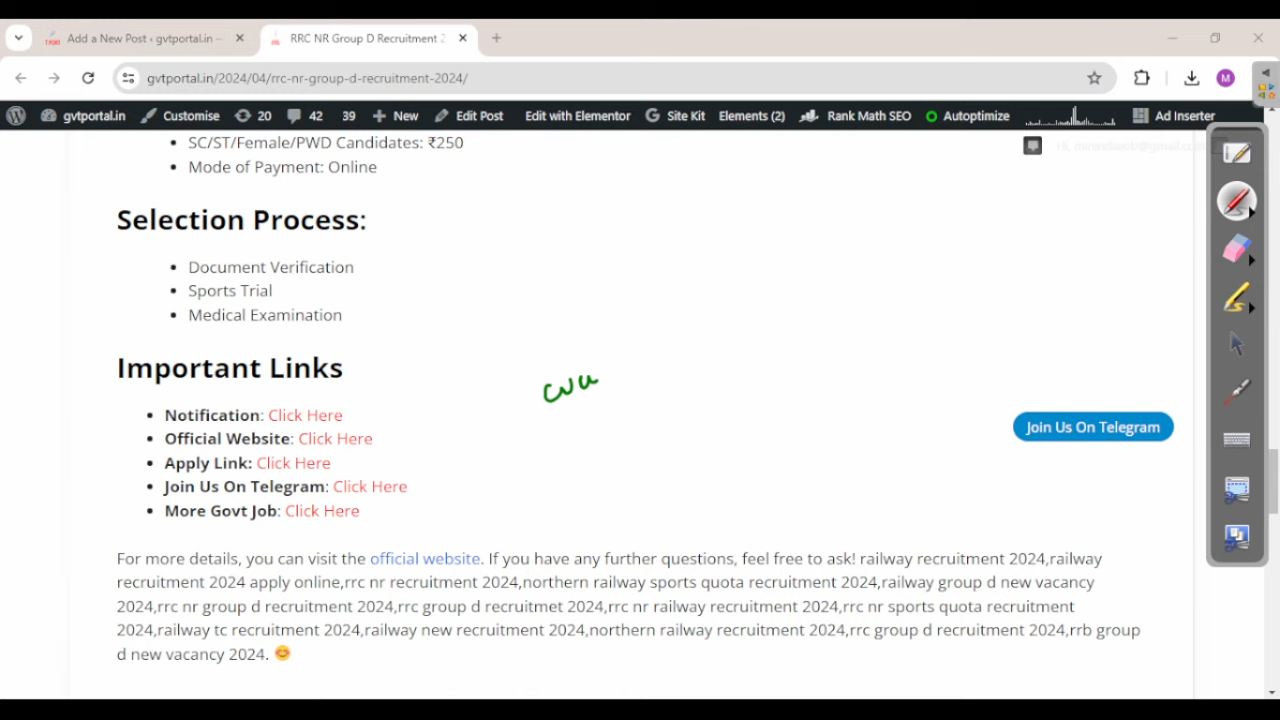 Add a New Post ‹ gvtportal.in –
RRC NR Group D Recruitment 2
gvtportal.in/2024/04/rrc-nr-group-d-recruitment-2024/
M
gvtportal.in Customise 20 42 39 New Edit Post Edit with Elementor Site Kit Elements (2) Rank Math SEO Autoptimize Ad Inserter
SC/ST/Female/PWD Candidates: ₹250
Mode of Payment: Online
Selection Process:
Document Verification
Sports Trial
Medical Examination
Important Links
Notification: Click Here
Official Website: Click Here
Apply Link: Click Here
Join Us On Telegram: Click Here
More Govt Job: Click Here
Join Us On Telegram
For more details, you can visit the official website. If you have any further questions, feel free to ask! railway recruitment 2024,railway
recruitment 2024 apply online,rrc nr recruitment 2024,northern railway sports quota recruitment 2024,railway group d new vacancy
2024,rrc nr group d recruitment 2024,rrc group d recruitmet 2024,rrc nr railway recruitment 2024,rrc nr sports quota recruitment
2024,railway tc recruitment 2024,railway new recruitment 2024,northern railway recruitment 2024,rrc group d recruitment 2024,rrb group
d new vacancy 2024. 😊